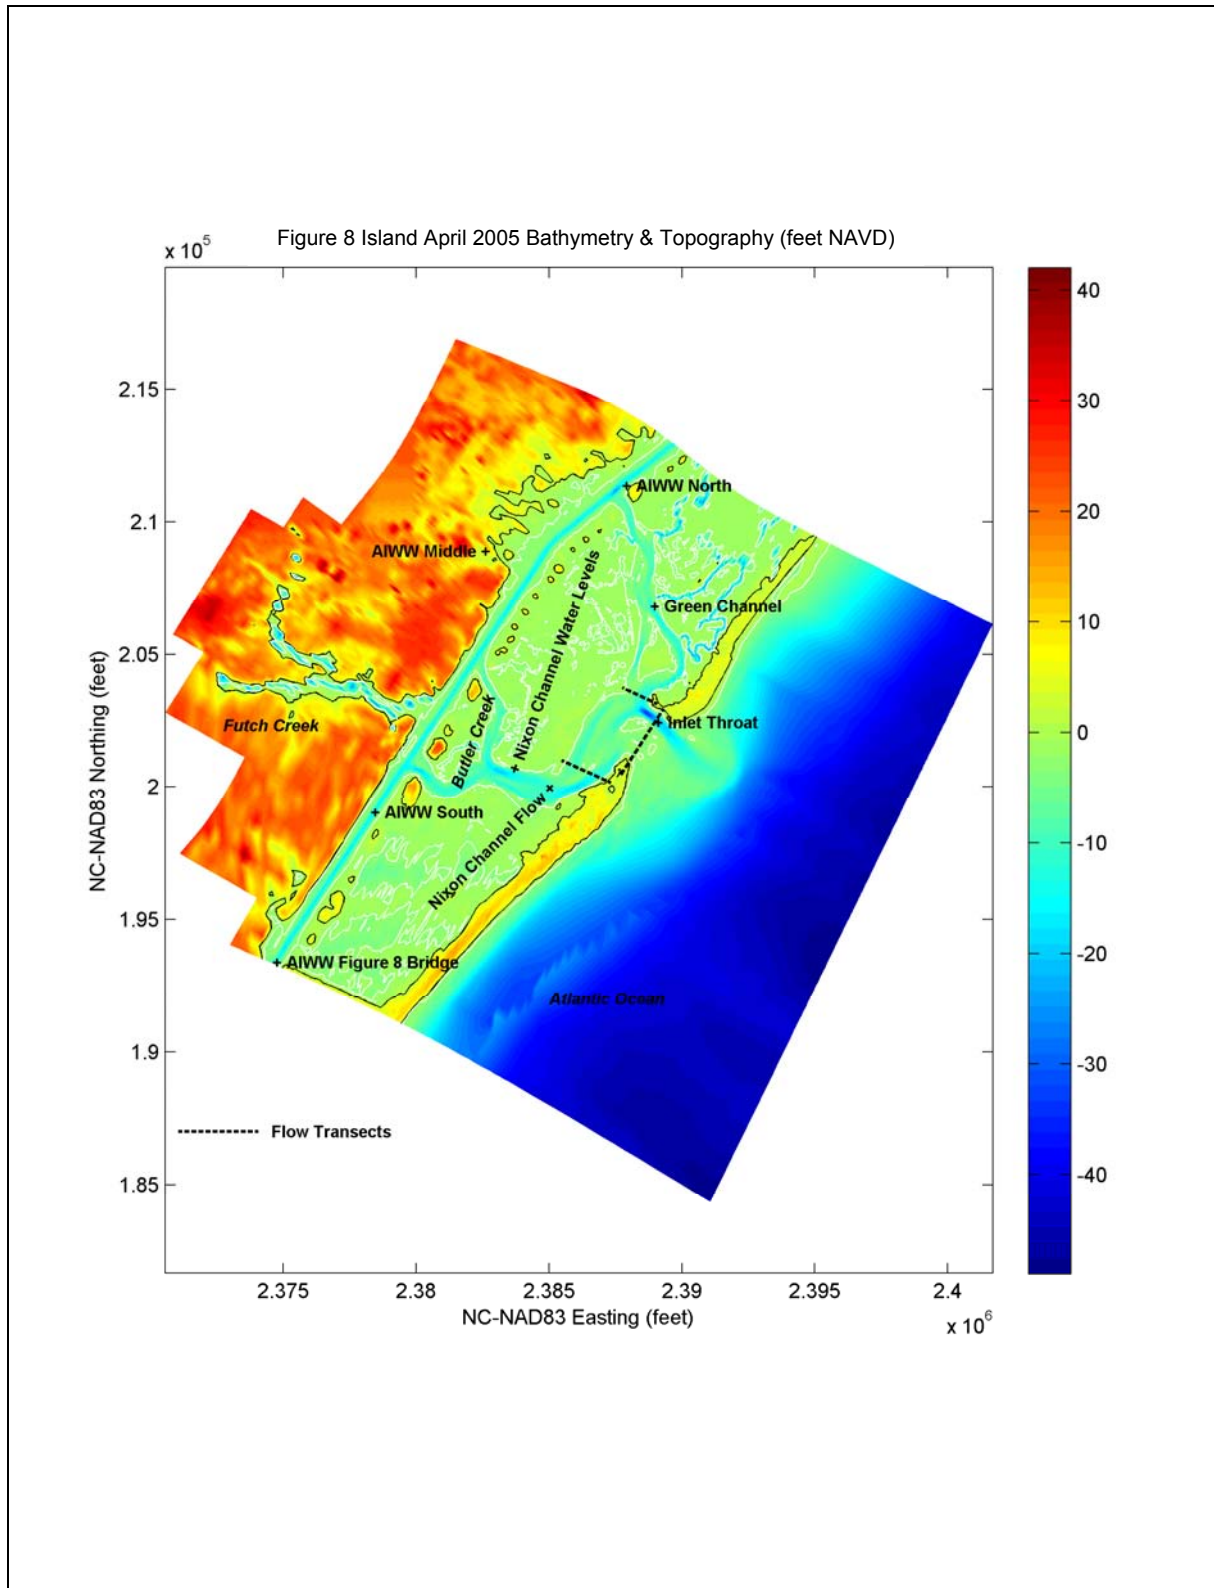 Figure 8 Island April 2005 Bathymetry & Topography (feet NAVD)
x 10^5
2.15
2.1
2.05
2
1.95
1.9
1.85
NC-NAD83 Northing (feet)
AIWW North
AIWW Middle
Green Channel
Nixon Channel Water Levels
Inlet Throat
Futch Creek
Butler Creek
AIWW South
Nixon Channel Flow
AIWW Figure 8 Bridge
Atlantic Ocean
Flow Transects
2.375
2.38
2.385
2.39
2.395
2.4
NC-NAD83 Easting (feet)
x 10^6
40
30
20
10
0
-10
-20
-30
-40